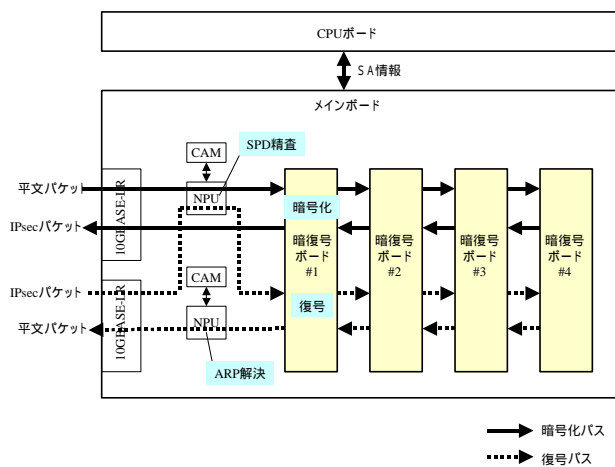 CPUボード
SA情報
メインボード
SPD精査
CAM
NPU
平文パケット
IPsecパケット
10GBASE-LR
暗号化
暗復号
ボード
#1
暗復号
ボード
#2
暗復号
ボード
#3
暗復号
ボード
#4
IPsecパケット
平文パケット
10GBASE-LR
CAM
NPU
復号
ARP解決
暗号化パス
復号パス